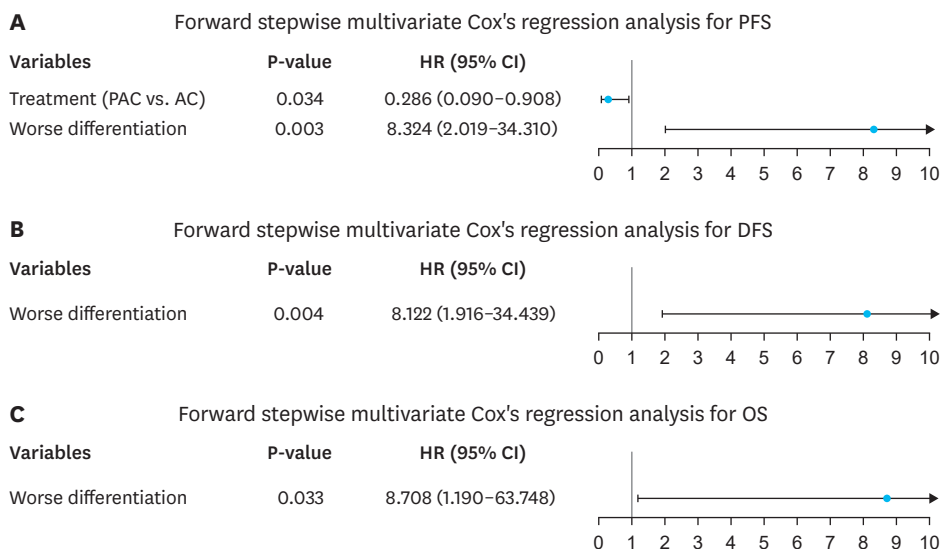 A Forward stepwise multivariate Cox's regression analysis for PFS
Variables P-value HR (95% CI)
Treatment (PAC vs. AC) 0.034 0.286 (0.090–0.908)
Worse differentiation 0.003 8.324 (2.019–34.310)
0 1 2 3 4 5 6 7 8 9 10
B Forward stepwise multivariate Cox's regression analysis for DFS
Variables P-value HR (95% CI)
Worse differentiation 0.004 8.122 (1.916–34.439)
0 1 2 3 4 5 6 7 8 9 10
C Forward stepwise multivariate Cox's regression analysis for OS
Variables P-value HR (95% CI)
Worse differentiation 0.033 8.708 (1.190–63.748)
0 1 2 3 4 5 6 7 8 9 10